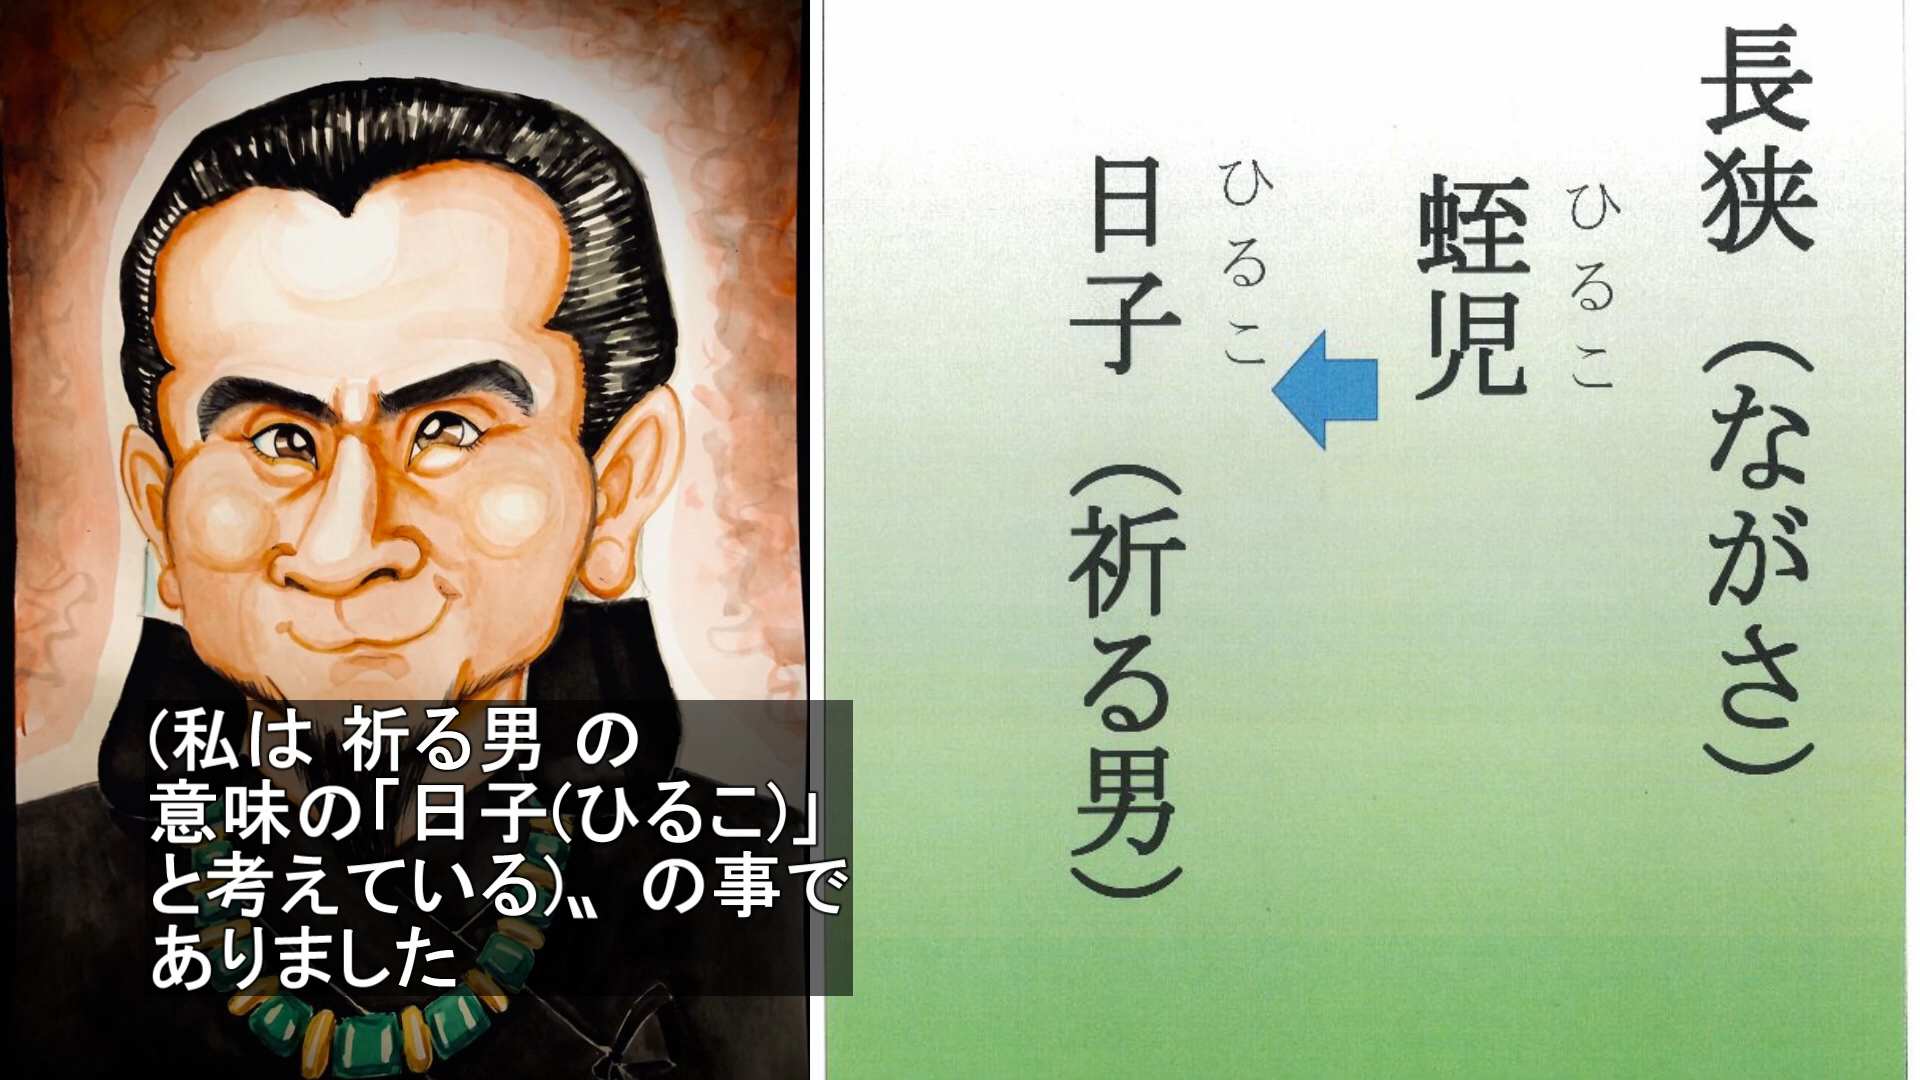 長狭（ながさ）
ひるこ
蛭児
ひるこ
日子（祈る男）
(私は 祈る男 の
意味の「日子(ひるこ)」
と考えている)〟 の事で
ありました